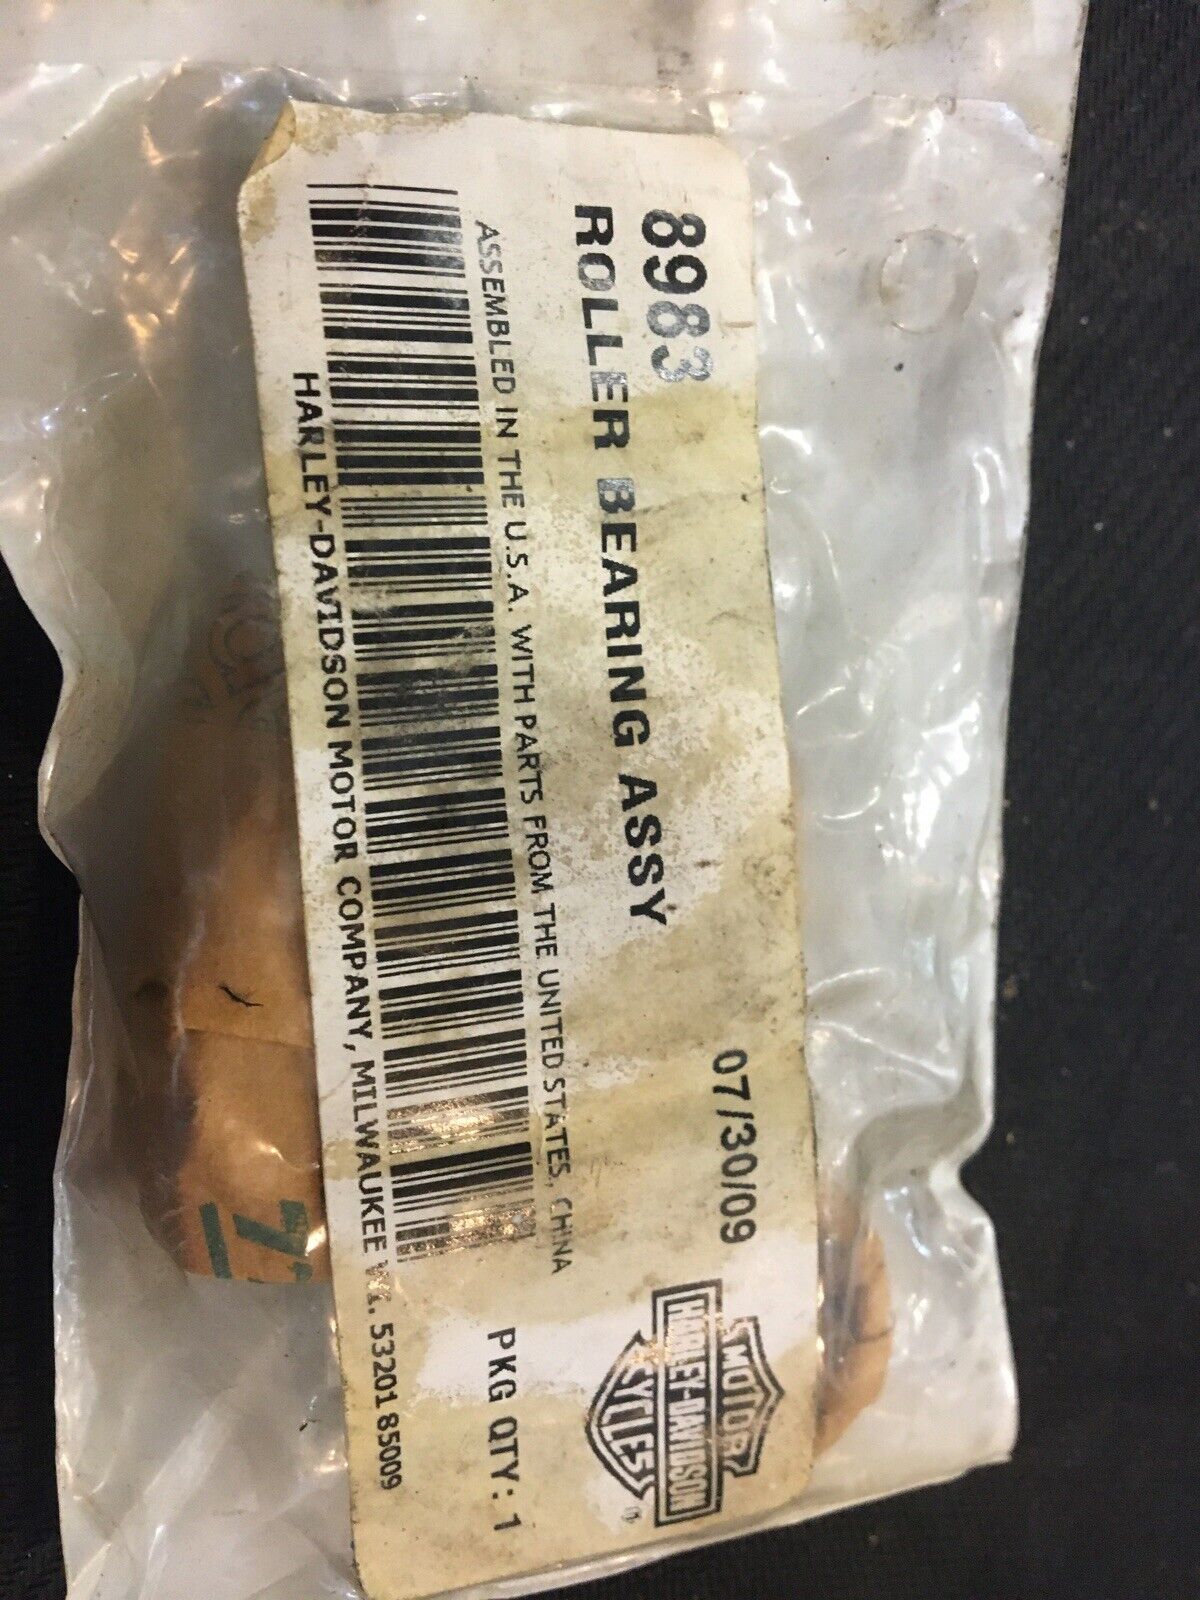 8983
07/30/09
ROLLER BEARING ASSY
MOTOR
HARLEY-DAVIDSON
CYCLES
®
ASSEMBLED IN THE U.S.A. WITH PARTS FROM THE UNITED STATES, CHINA
PKG QTY: 1
HARLEY-DAVIDSON MOTOR COMPANY, MILWAUKEE WI. 53201 85009